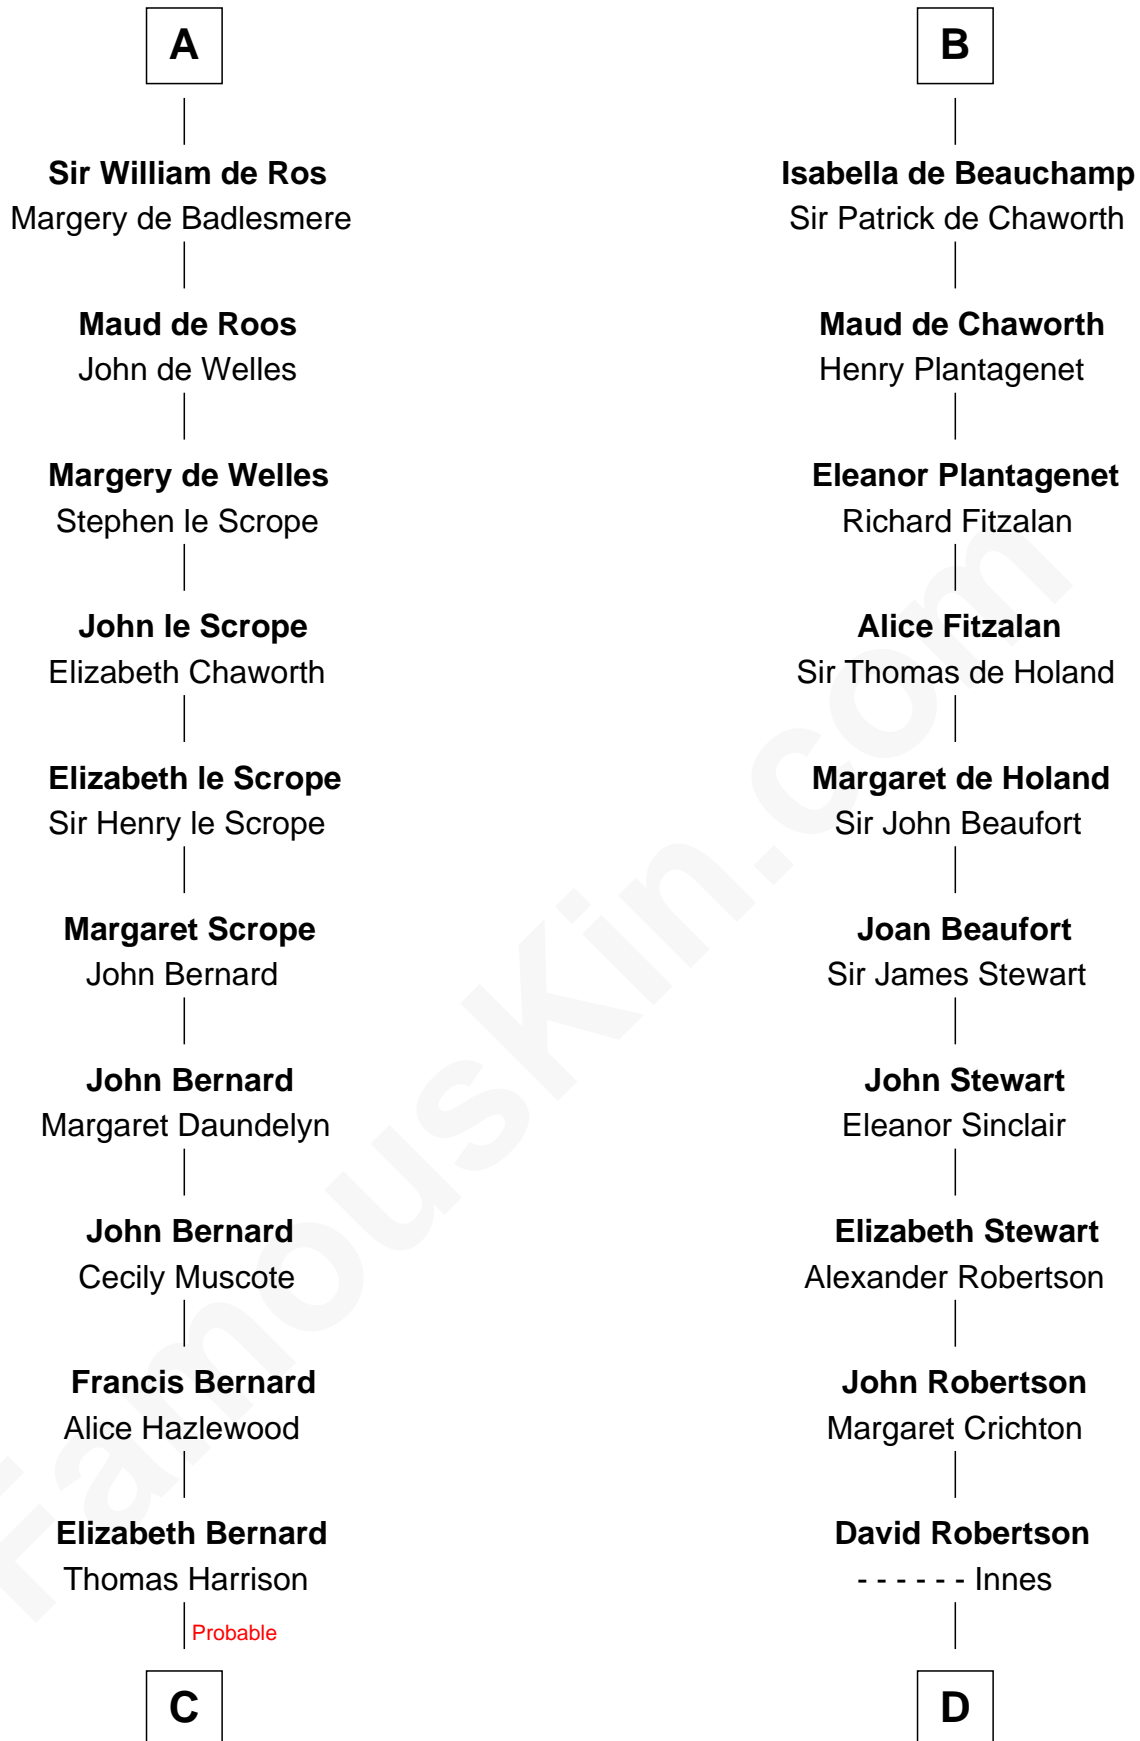 A
Sir William de Ros
Margery de Badlesmere
Maud de Roos
John de Welles
Margery de Welles
Stephen le Scrope
John le Scrope
Elizabeth Chaworth
Elizabeth le Scrope
Sir Henry le Scrope
Margaret Scrope
John Bernard
John Bernard
Margaret Daundelyn
John Bernard
Cecily Muscote
Francis Bernard
Alice Hazlewood
Elizabeth Bernard
Thomas Harrison
Probable
C
B
Isabella de Beauchamp
Sir Patrick de Chaworth
Maud de Chaworth
Henry Plantagenet
Eleanor Plantagenet
Richard Fitzalan
Alice Fitzalan
Sir Thomas de Holand
Margaret de Holand
Sir John Beaufort
Joan Beaufort
Sir James Stewart
John Stewart
Eleanor Sinclair
Elizabeth Stewart
Alexander Robertson
John Robertson
Margaret Crichton
David Robertson
- - - - - - Innes
D
FamousKin.com